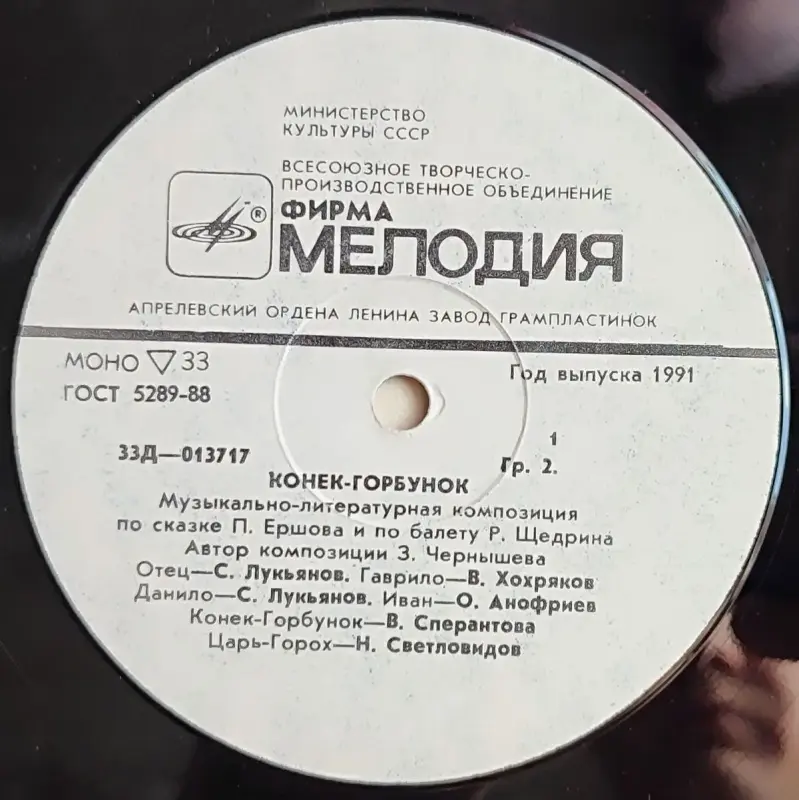 МИНИСТЕРСТВО
КУЛЬТУРЫ СССР
ВСЕСОЮЗНОЕ ТВОРЧЕСКО-
ПРОИЗВОДСТВЕННОЕ ОБЪЕДИНЕНИЕ
®
ФИРМА
МЕЛОДИЯ
АПРЕЛЕВСКИЙ ОРДЕНА ЛЕНИНА ЗАВОД ГРАМПЛАСТИНОК
МОНО ▽ 33
Год выпуска 1991
ГОСТ 5289-88
1
33Д—013717
Гр. 2.
КОНЕК-ГОРБУНОК
Музыкально-литературная композиция
по сказке П. Ершова и по балету Р. Щедрина
Автор композиции З. Чернышева
Отец—С. Лукьянов. Гаврило—В. Хохряков
Данило—С. Лукьянов. Иван—О. Анофриев
Конек-Горбунок—В. Сперантова
Царь-Горох—Н. Светловидов